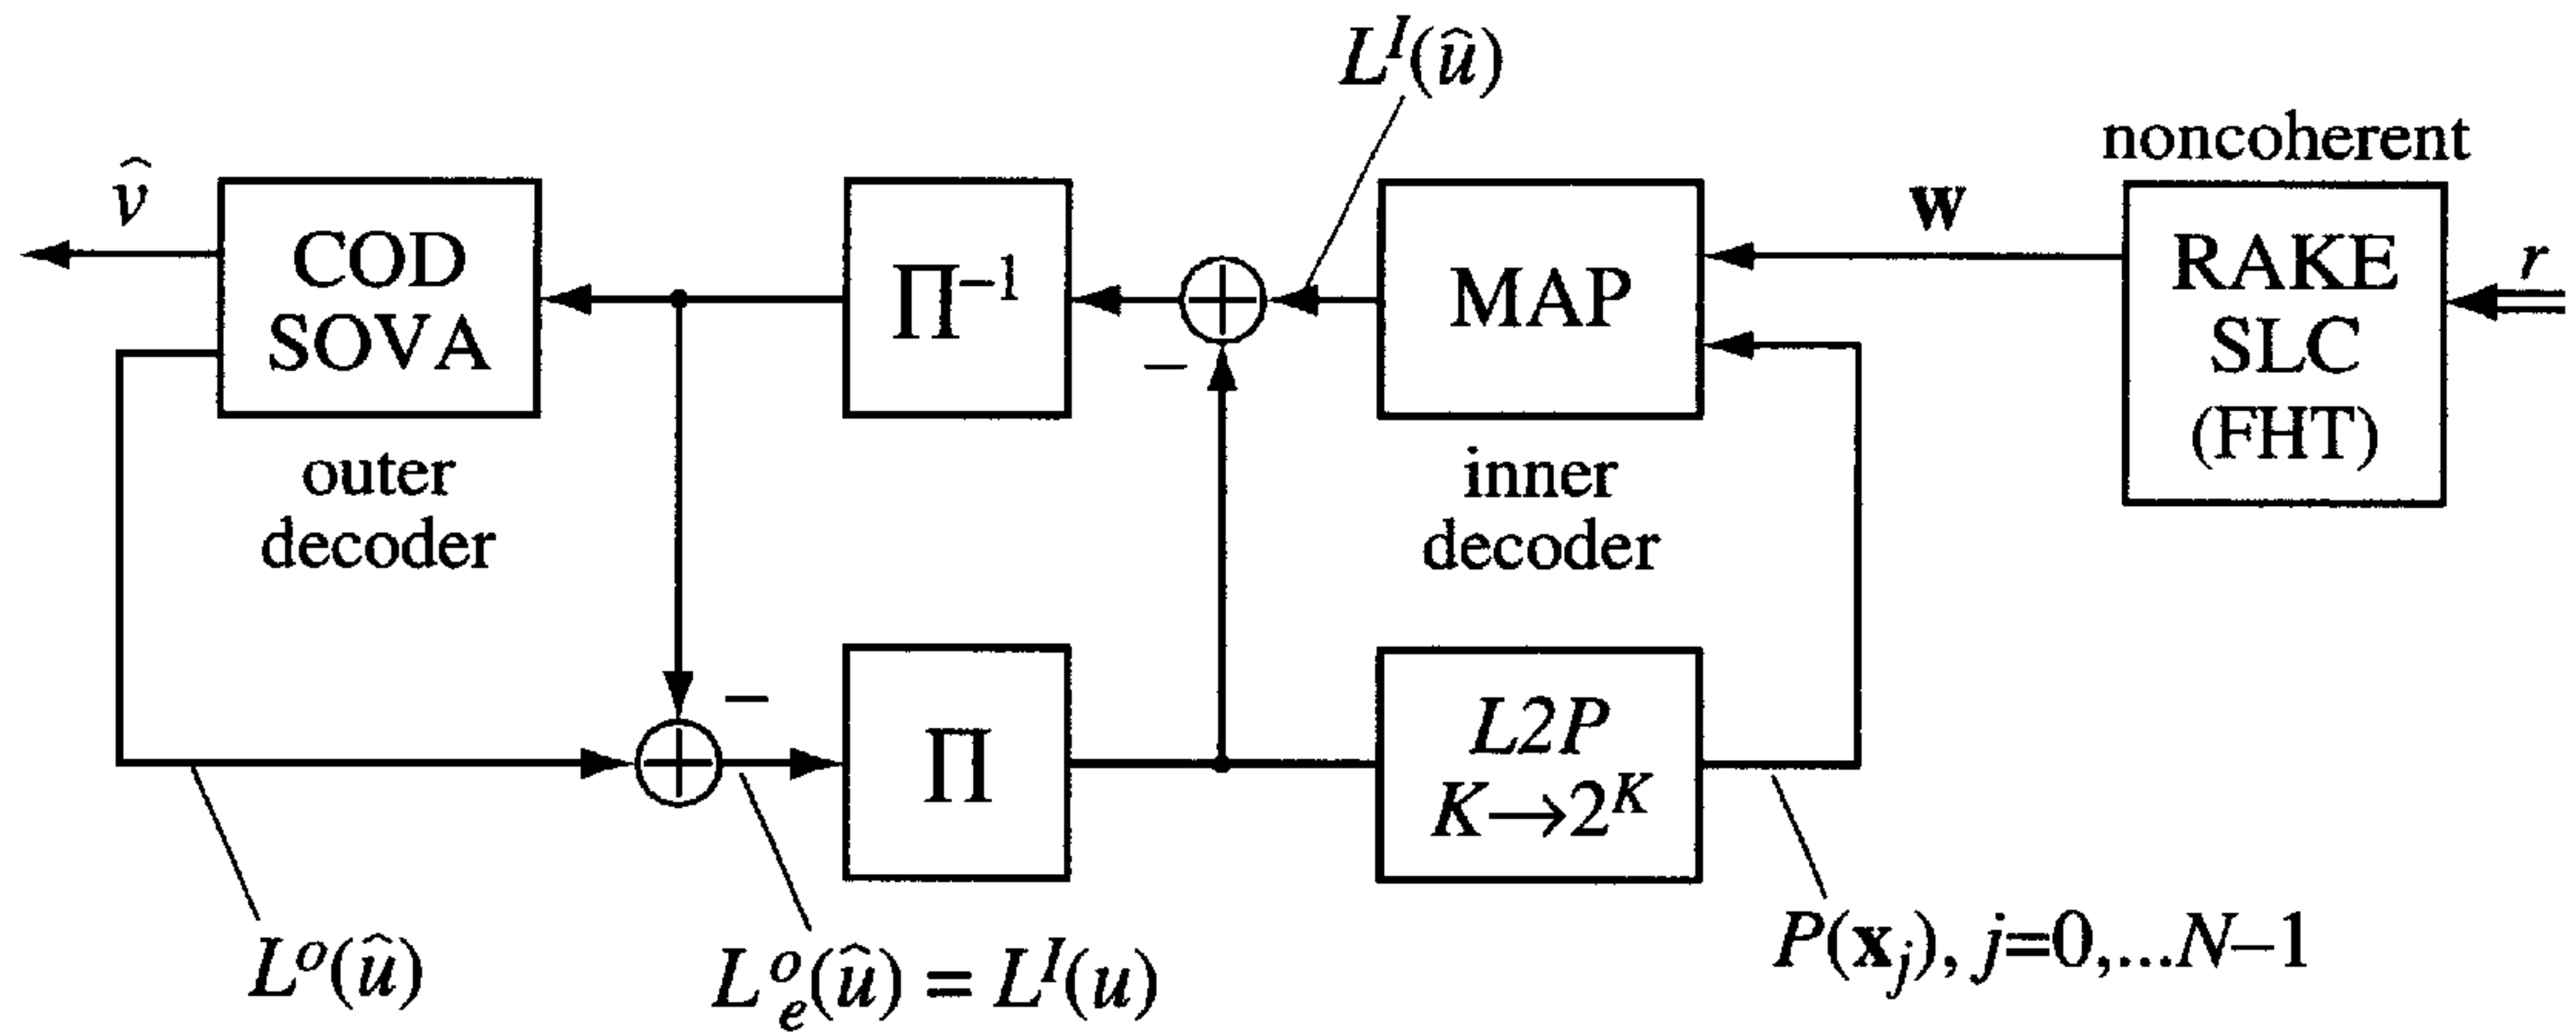 L^I(û)
noncoherent
v̂
COD
SOVA
Π⁻¹
−
MAP
w
RAKE
SLC
(FHT)
r
outer
decoder
inner
decoder
−
Π
L2P
K→2^K
L^o(û)
L^o_e(û) = L^I(u)
P(x_j), j=0,...N–1